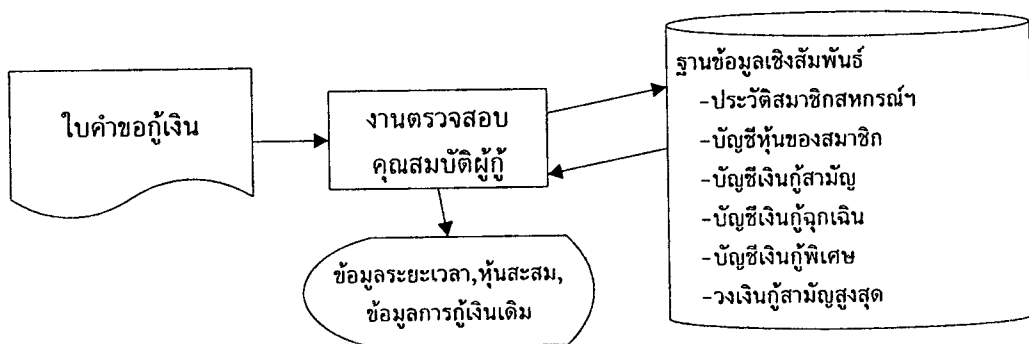 ใบคำขอกู้เงิน
งานตรวจสอบ
คุณสมบัติผู้กู้
ข้อมูลระยะเวลา,หุ้นสะสม,
ข้อมูลการกู้เงินเดิม
ฐานข้อมูลเชิงสัมพันธ์
-ประวัติสมาชิกสหกรณ์ฯ
-บัญชีหุ้นของสมาชิก
-บัญชีเงินกู้สามัญ
-บัญชีเงินกู้ฉุกเฉิน
-บัญชีเงินกู้พิเศษ
-วงเงินกู้สามัญสูงสุด